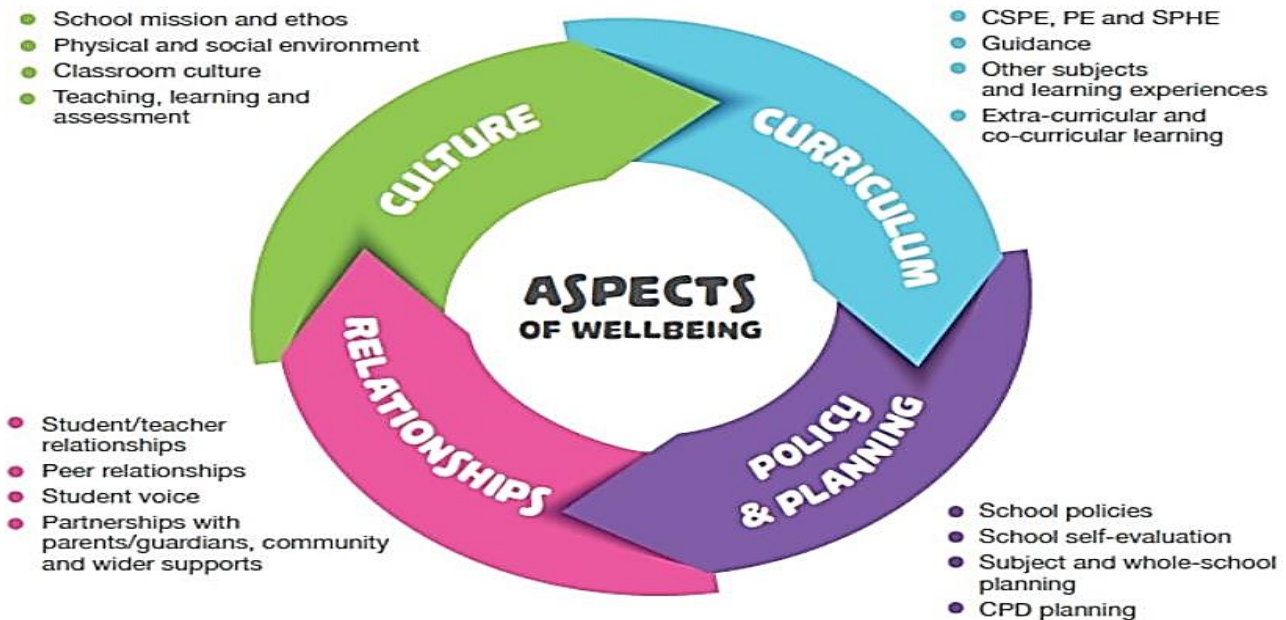 School mission and ethos
Physical and social environment
Classroom culture
Teaching, learning and
assessment
CSPE, PE and SPHE
Guidance
Other subjects
and learning experiences
Extra-curricular and
co-curricular learning
CULTURE
CURRICULUM
ASPECTS
OF WELLBEING
RELATIONSHIPS
POLICY
& PLANNING
Student/teacher
relationships
Peer relationships
Student voice
Partnerships with
parents/guardians, community
and wider supports
School policies
School self-evaluation
Subject and whole-school
planning
CPD planning